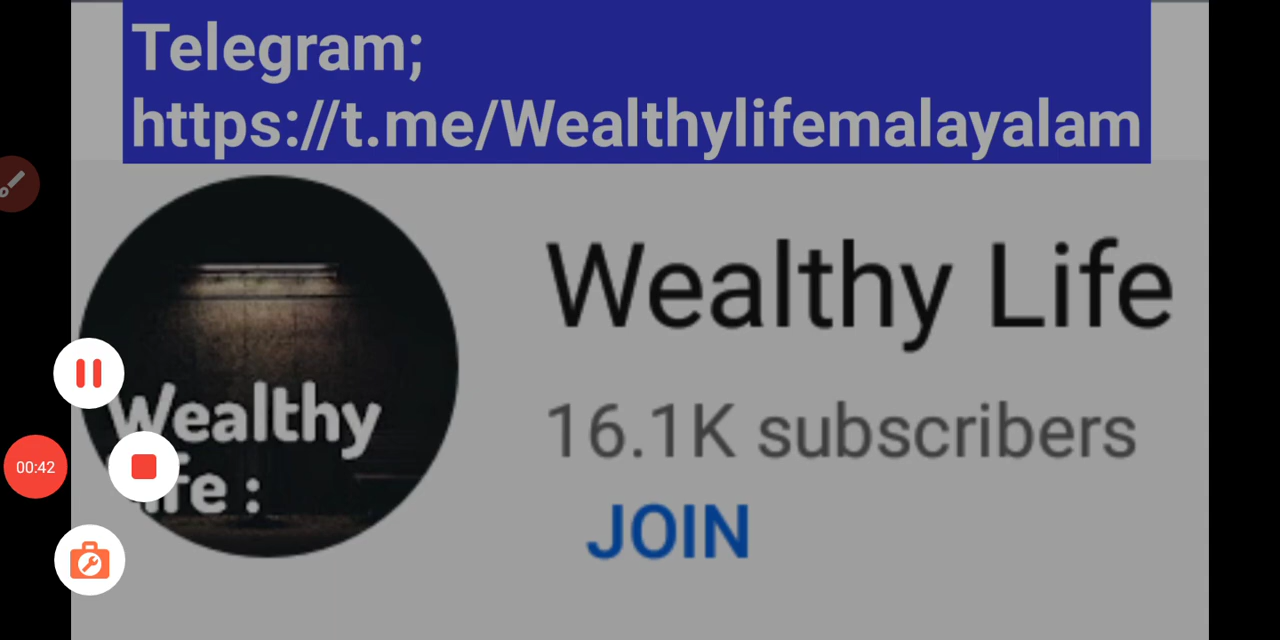 Telegram;
https://t.me/Wealthylifemalayalam
Wealthy Life
16.1K subscribers
JOIN
Wealthy
ife :
00:42